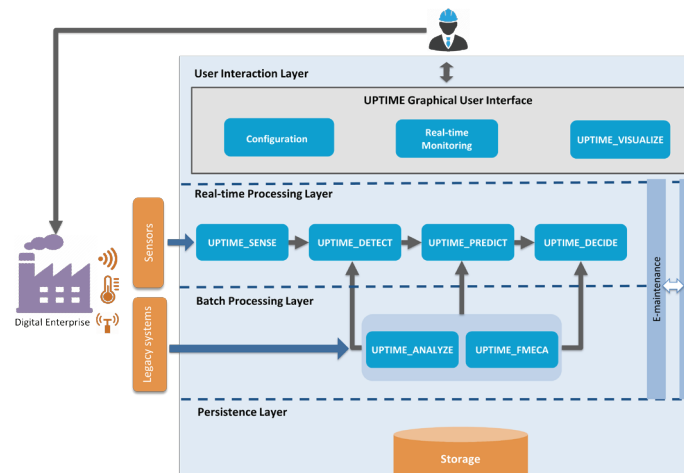 User Interaction Layer
UPTIME Graphical User Interface
Configuration
Real-time
Monitoring
UPTIME_VISUALIZE
Real-time Processing Layer
Sensors
UPTIME_SENSE
UPTIME_DETECT
UPTIME_PREDICT
UPTIME_DECIDE
E-maintenance
Digital Enterprise
Batch Processing Layer
Legacy systems
UPTIME_ANALYZE
UPTIME_FMECA
Persistence Layer
Storage